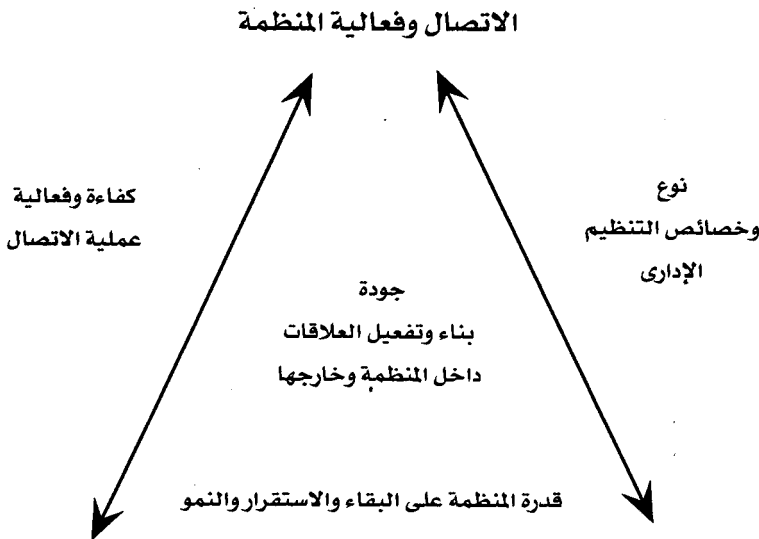 الاتصال وفعالية المنظمة
نوع
وخصائص التنظيم
الإدارى
كفاءة وفعالية
عملية الاتصال
جودة
بناء وتفعيل العلاقات
داخل المنظمة وخارجها
قدرة المنظمة على البقاء والاستقرار والنمو